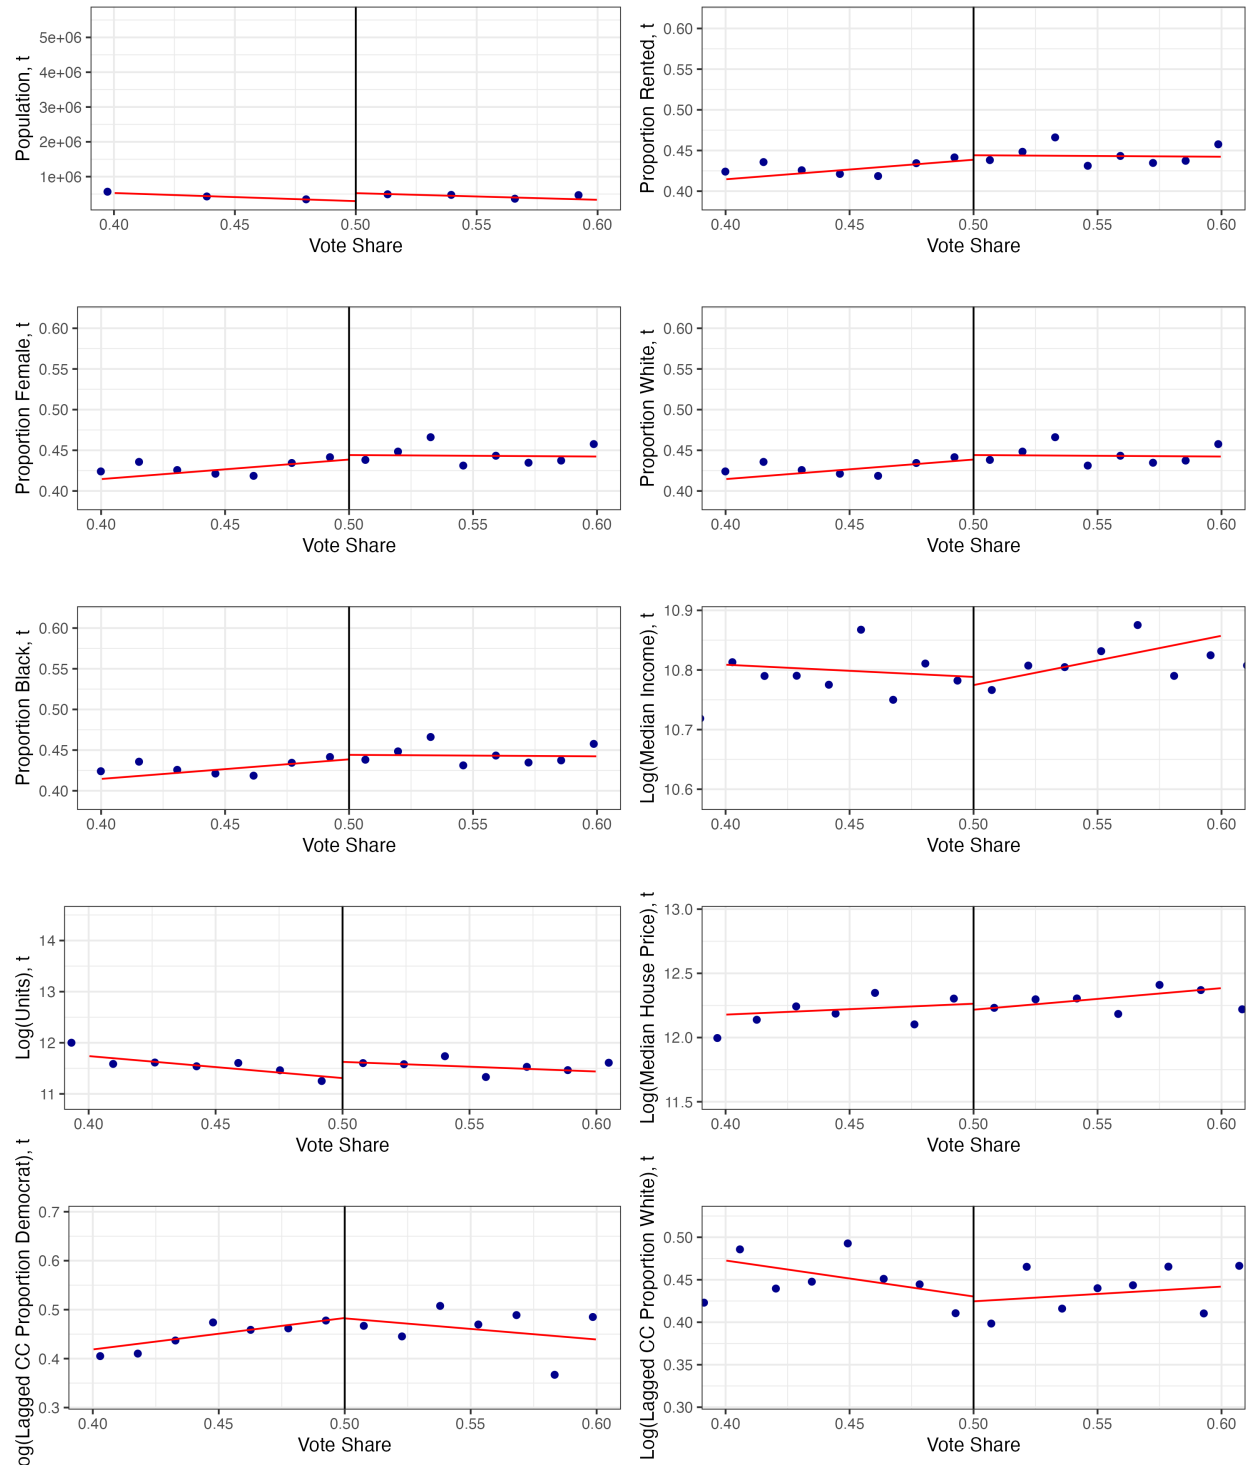 Population, t
5e+06
4e+06
3e+06
2e+06
1e+06
0.40 0.45 0.50 0.55 0.60
Vote Share
Proportion Rented, t
0.60
0.55
0.50
0.45
0.40
0.40 0.45 0.50 0.55 0.60
Vote Share
Proportion Female, t
0.60
0.55
0.50
0.45
0.40
0.40 0.45 0.50 0.55 0.60
Vote Share
Proportion White, t
0.60
0.55
0.50
0.45
0.40
0.40 0.45 0.50 0.55 0.60
Vote Share
Proportion Black, t
0.60
0.55
0.50
0.45
0.40
0.40 0.45 0.50 0.55 0.60
Vote Share
Log(Median Income), t
10.9
10.8
10.7
10.6
0.40 0.45 0.50 0.55 0.60
Vote Share
Log(Units), t
14
13
12
11
0.40 0.45 0.50 0.55 0.60
Vote Share
Log(Median House Price), t
13.0
12.5
12.0
11.5
0.40 0.45 0.50 0.55 0.60
Vote Share
og(Lagged CC Proportion Democrat), t
0.7
0.6
0.5
0.4
0.3
0.40 0.45 0.50 0.55 0.60
Vote Share
Log(Lagged CC Proportion White), t
0.50
0.45
0.40
0.35
0.30
0.40 0.45 0.50 0.55 0.60
Vote Share